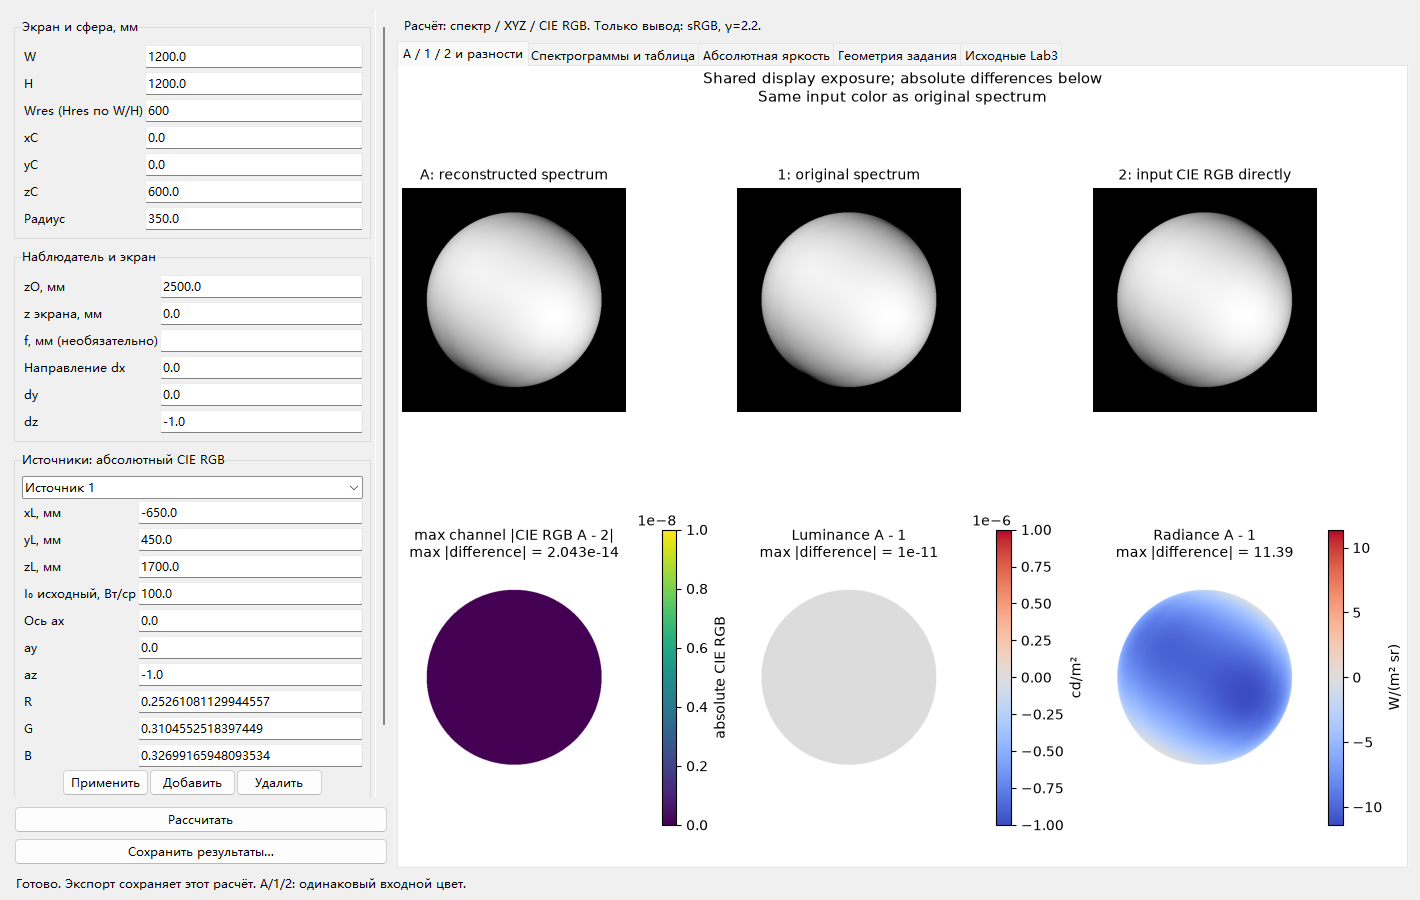 Экран и сфера, мм
W 1200.0
H 1200.0
Wres (Hres по W/H) 600
xC 0.0
yC 0.0
zC 600.0
Радиус 350.0
Наблюдатель и экран
zO, мм 2500.0
z экрана, мм 0.0
f, мм (необязательно)
Направление dx 0.0
dy 0.0
dz -1.0
Источники: абсолютный CIE RGB
Источник 1
xL, мм -650.0
yL, мм 450.0
zL, мм 1700.0
I₀ исходный, Вт/ср 100.0
Ось ax 0.0
ay 0.0
az -1.0
R 0.25261081129944557
G 0.3104552518397449
B 0.32699165948093534
Применить Добавить Удалить
Рассчитать
Сохранить результаты...
Готово. Экспорт сохраняет этот расчёт. A/1/2: одинаковый входной цвет.
Расчёт: спектр / XYZ / CIE RGB. Только вывод: sRGB, γ=2.2.
A / 1 / 2 и разности Спектрограммы и таблица Абсолютная яркость Геометрия задания Исходные Lab3
Shared display exposure; absolute differences below
Same input color as original spectrum
A: reconstructed spectrum
1: original spectrum
2: input CIE RGB directly
max channel |CIE RGB A - 2|
max |difference| = 2.043e-14
1e−8
1.0
0.8
0.6
0.4
0.2
0.0
absolute CIE RGB
Luminance A - 1
max |difference| = 1e-11
1e−6
1.00
0.75
0.50
0.25
0.00
−0.25
−0.50
−0.75
−1.00
cd/m²
Radiance A - 1
max |difference| = 11.39
10
5
0
−5
−10
W/(m² sr)